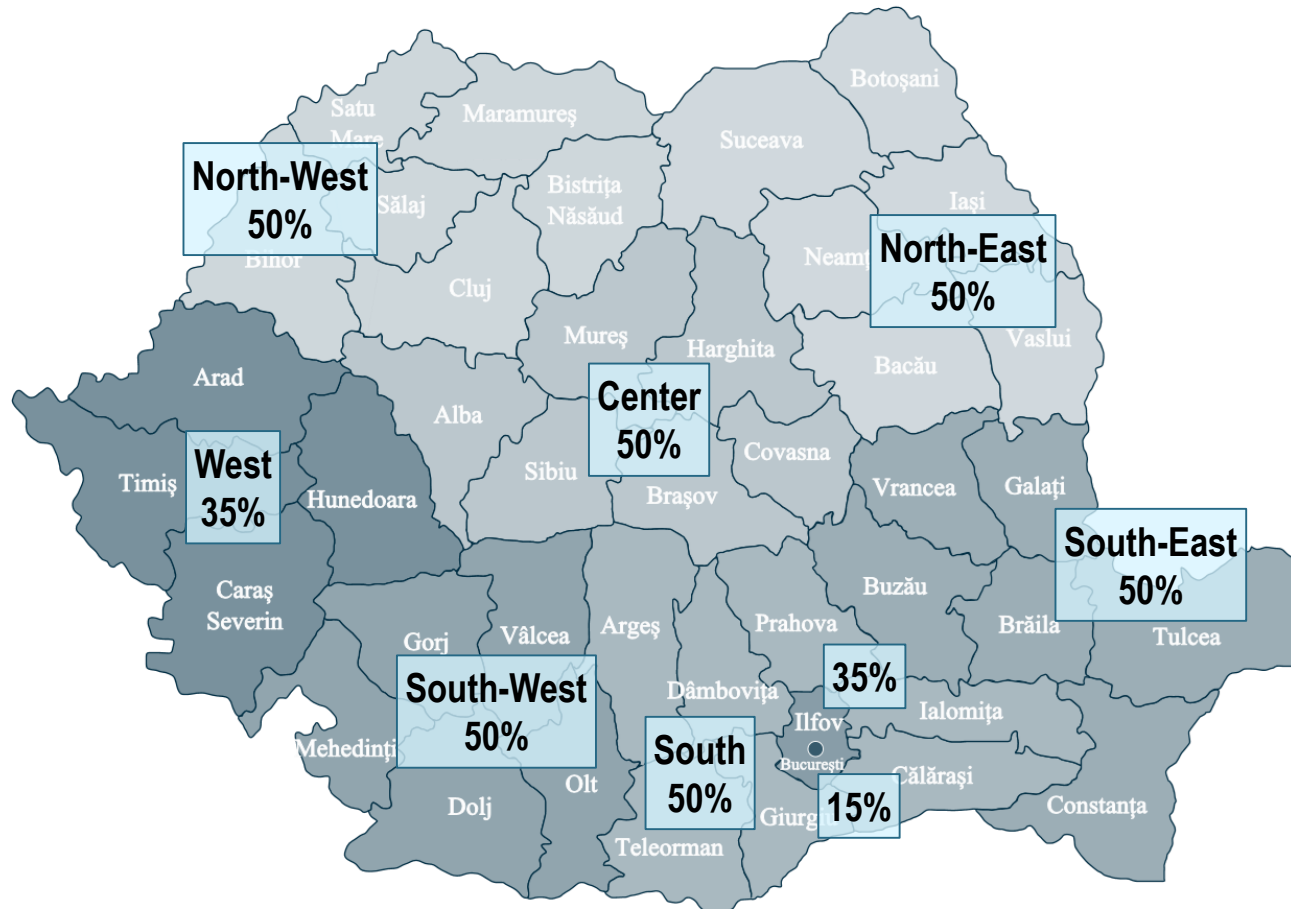 Botoșani
Satu
Mare
Maramureș
Suceava
North-West
50%
Bistrița
Năsăud
Sălaj
Iași
Bihor
Neamț
North-East
50%
Cluj
Mureș
Harghita
Vaslui
Bacău
Arad
Center
50%
Alba
Covasna
Sibiu
West
35%
Timiș
Hunedoara
Brașov
Vrancea
Galați
South-East
50%
Caraș
Severin
Buzău
Argeș
Prahova
Brăila
Tulcea
Gorj
Vâlcea
South-West
50%
35%
Dâmbovița
Ilfov
Ialomița
Mehedinți
South
50%
București
Călărași
Olt
Dolj
15%
Giurgiu
Constanța
Teleorman